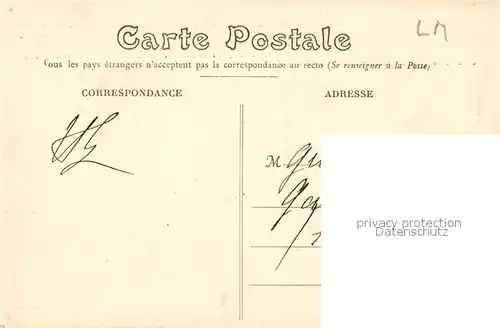 LM
Carte Postale
Tous les pays étrangers n'acceptent pas la correspondance au recto (Se renseigner à la Poste)
CORRESPONDANCE
ADRESSE
M
privacy protection
Datenschutz